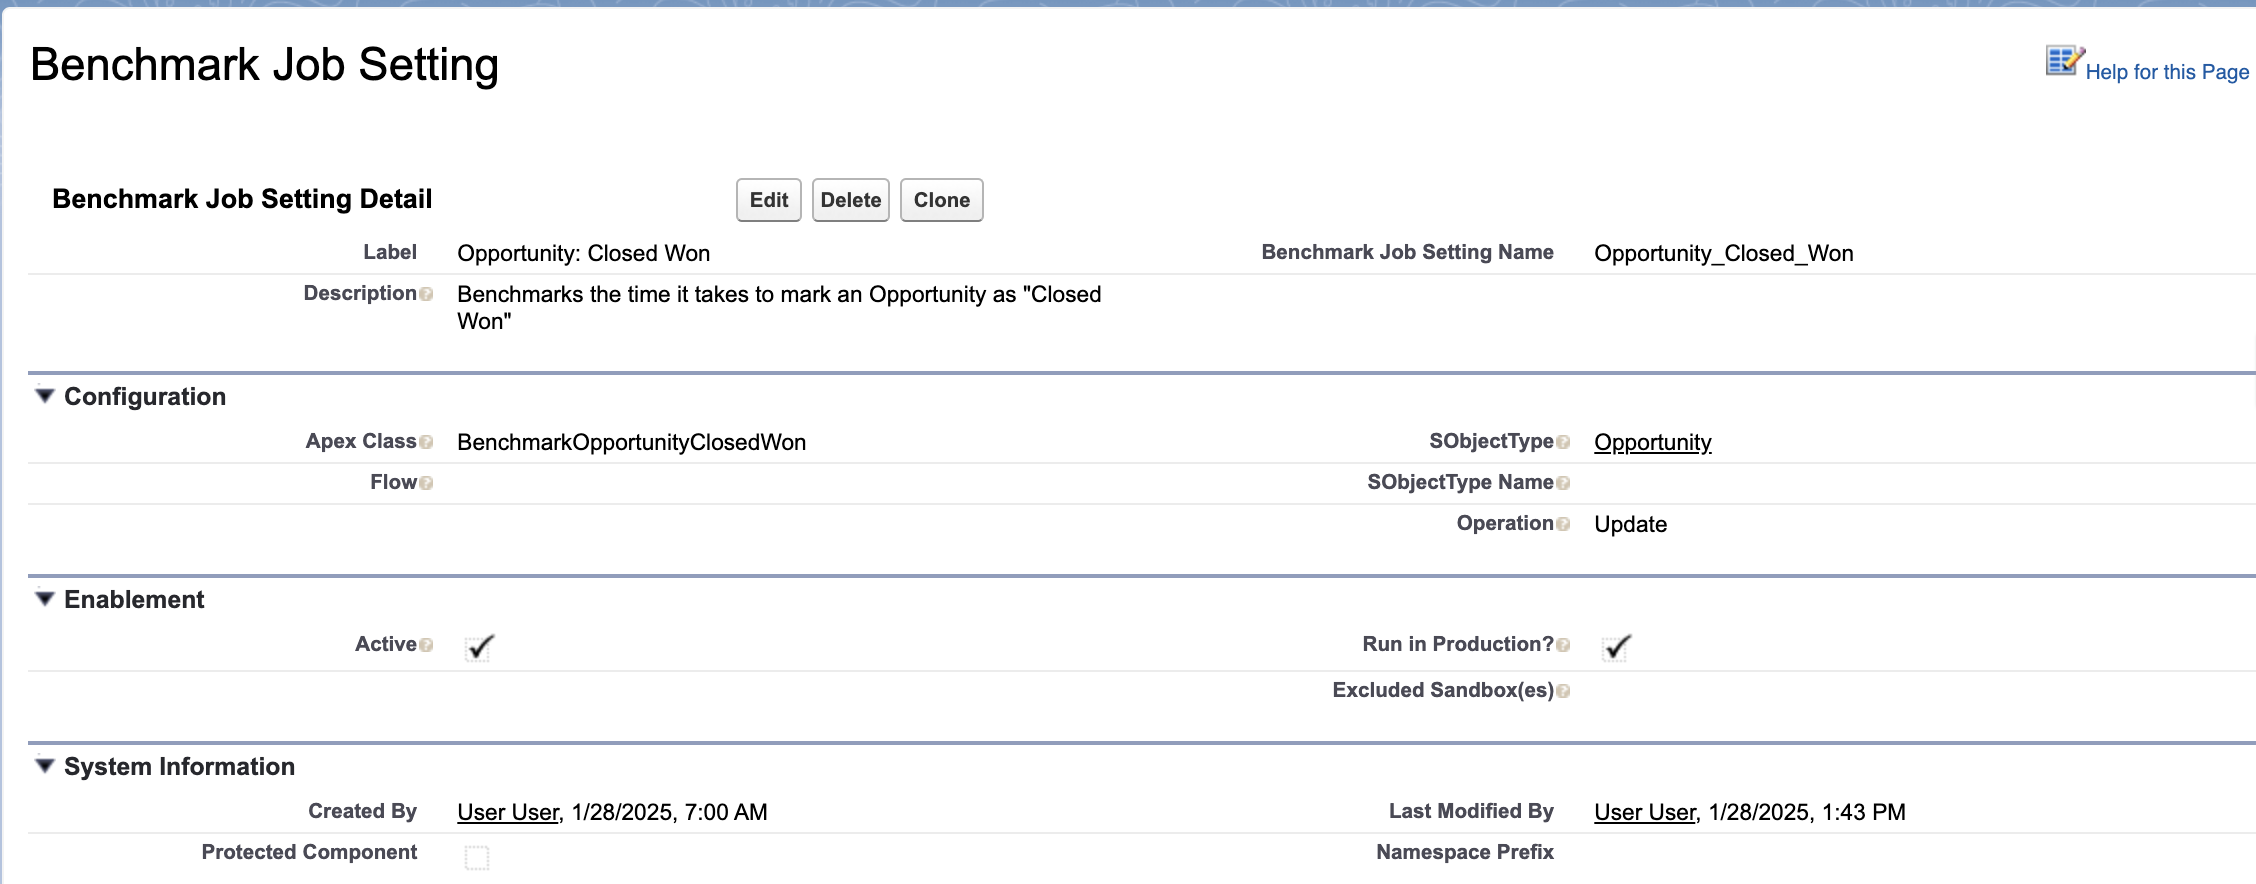 Benchmark Job Setting
Help for this Page
Benchmark Job Setting Detail
Edit
Delete
Clone
Label Opportunity: Closed Won
Benchmark Job Setting Name Opportunity_Closed_Won
Description Benchmarks the time it takes to mark an Opportunity as "Closed
Won"
Configuration
Apex Class BenchmarkOpportunityClosedWon
SObjectType Opportunity
Flow
SObjectType Name
Operation Update
Enablement
Active
Run in Production?
Excluded Sandbox(es)
System Information
Created By User User, 1/28/2025, 7:00 AM
Last Modified By User User, 1/28/2025, 1:43 PM
Protected Component
Namespace Prefix